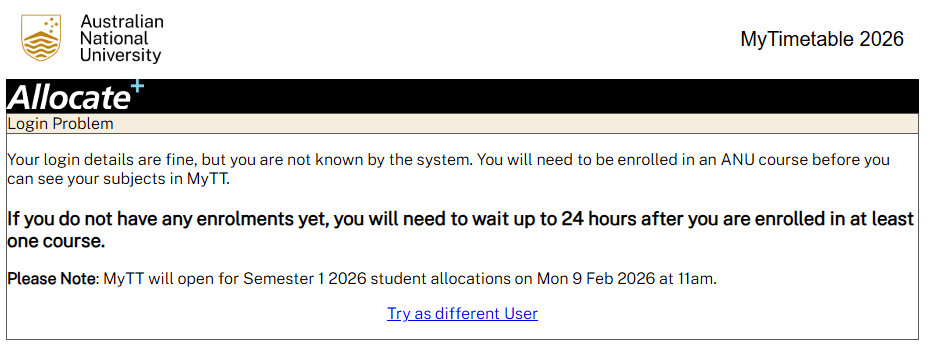 Australian
National
University
MyTimetable 2026
Allocate+
Login Problem
Your login details are fine, but you are not known by the system. You will need to be enrolled in an ANU course before you
can see your subjects in MyTT.
If you do not have any enrolments yet, you will need to wait up to 24 hours after you are enrolled in at least
one course.
Please Note: MyTT will open for Semester 1 2026 student allocations on Mon 9 Feb 2026 at 11am.
Try as different User